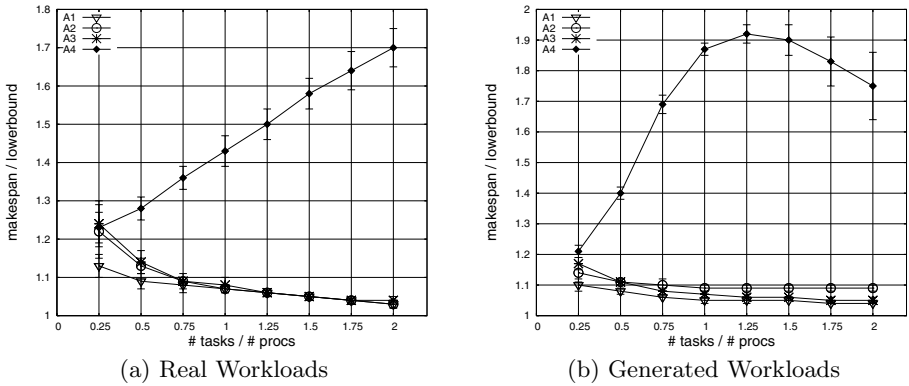 1.8
1.7
1.6
1.5
1.4
1.3
1.2
1.1
1
makespan / lowerbound
A1
A2
A3
A4
0
0.25
0.5
0.75
1
1.25
1.5
1.75
2
# tasks / # procs
(a) Real Workloads
2
1.9
1.8
1.7
1.6
1.5
1.4
1.3
1.2
1.1
1
makespan / lowerbound
A1
A2
A3
A4
0
0.25
0.5
0.75
1
1.25
1.5
1.75
2
# tasks / # procs
(b) Generated Workloads